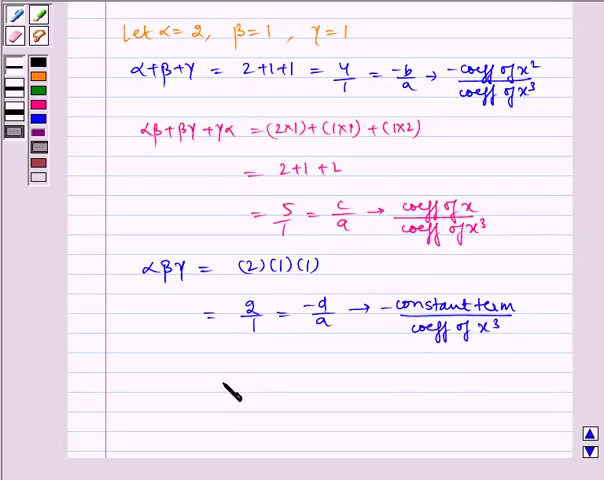 Let α = 2, β = 1, γ = 1
α+β+γ = 2+1+1 = 4/1 = -b/a → -coeff of x²/coeff of x³
αβ+βγ+γα = (2×1)+(1×1)+(1×2)
= 2+1+2
= 5/1 = c/a → coeff of x/coeff of x³
αβγ = (2)(1)(1)
= 2/1 = -d/a → -constant term/coeff of x³